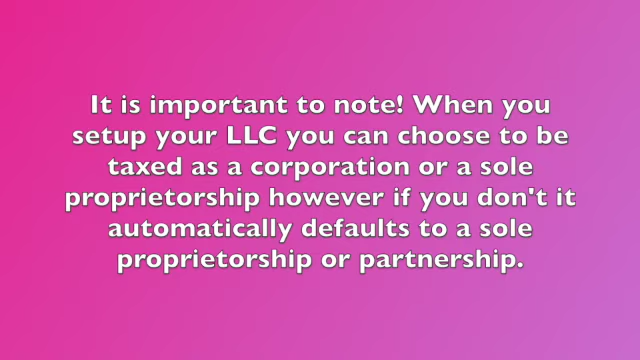 It is important to note! When you
setup your LLC you can choose to be
taxed as a corporation or a sole
proprietorship however if you don't it
automatically defaults to a sole
proprietorship or partnership.